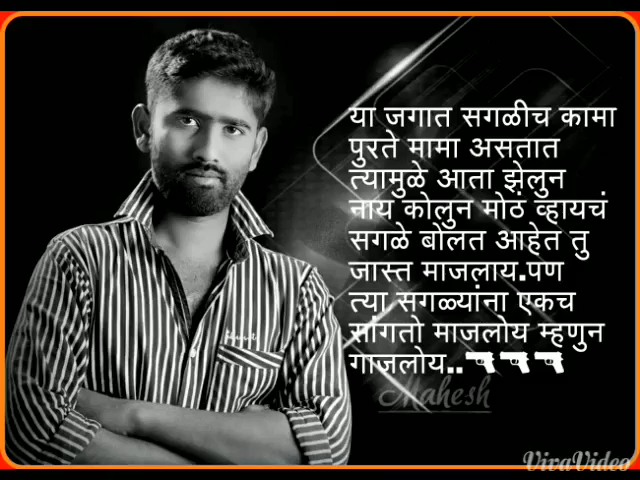 या जगात सगळीच कामा
पुरते मामा असतात
त्यामुळे आता झेलुन
नाय कोलुन मोठं व्हायचं
सगळे बोलत आहेत तु
जास्त माजलाय.पण
त्या सगळ्यांना एकच
सांगतो माजलोय म्हणुन
गाजलोय..🔫🔫🔫
Mahesh
VivaVideo